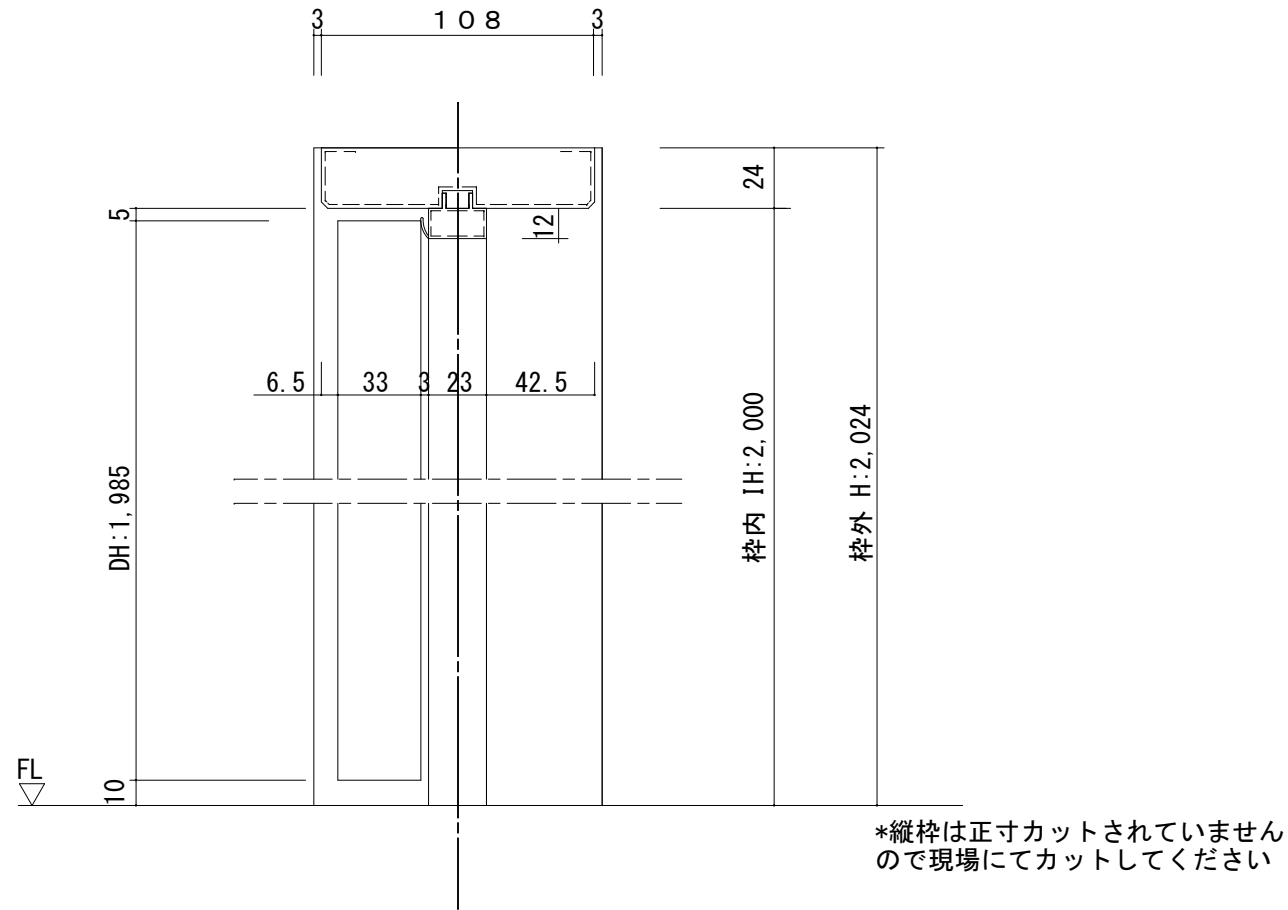 3 １０８ 3
24
5
12
6.5 33 3 23 42.5
DH:1,985
枠内 IH:2,000
枠外 H:2,024
FL
10
*縦枠は正寸カットされていません
ので現場にてカットしてください